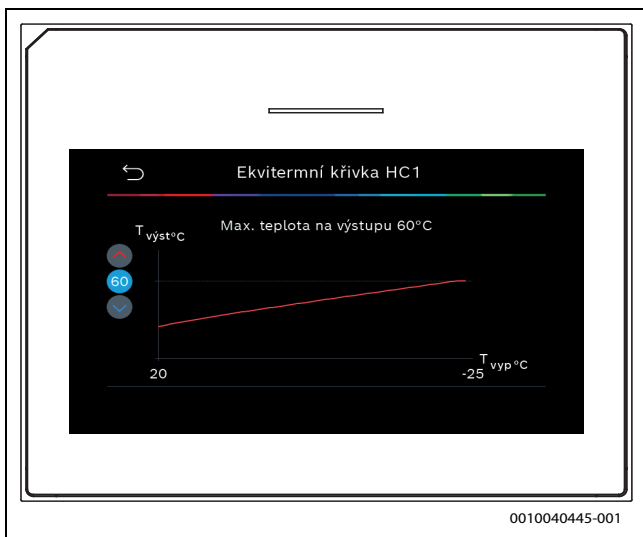 Ekvitermní křivka HC1
Max. teplota na výstupu 60°C
T výst°C
60
20
-25
T vyp°C
0010040445-001